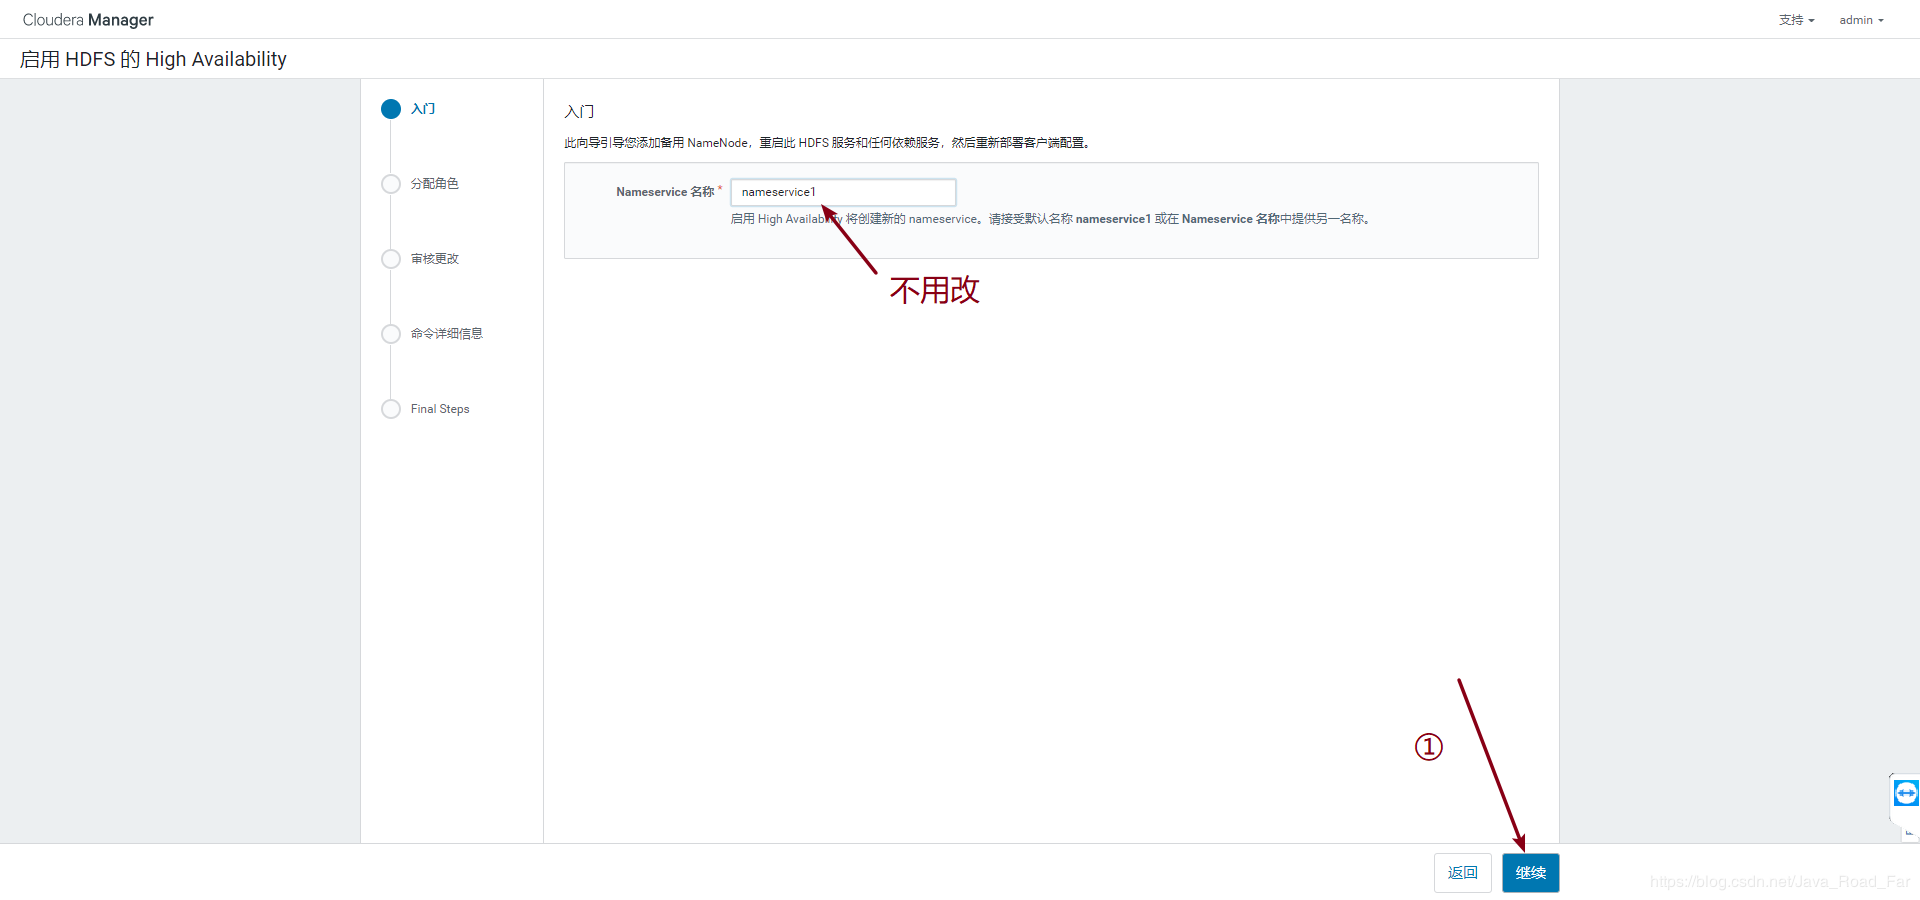 Cloudera Manager
支持
admin
启用 HDFS 的 High Availability
入门
分配角色
审核更改
命令详细信息
Final Steps
入门
此向导引导您添加备用 NameNode，重启此 HDFS 服务和任何依赖服务，然后重新部署客户端配置。
Nameservice 名称 *
nameservice1
启用 High Availability 将创建新的 nameservice。请接受默认名称 nameservice1 或在 Nameservice 名称中提供另一名称。
不用改
①
返回
继续
https://blog.csdn.net/Java_Road_Far